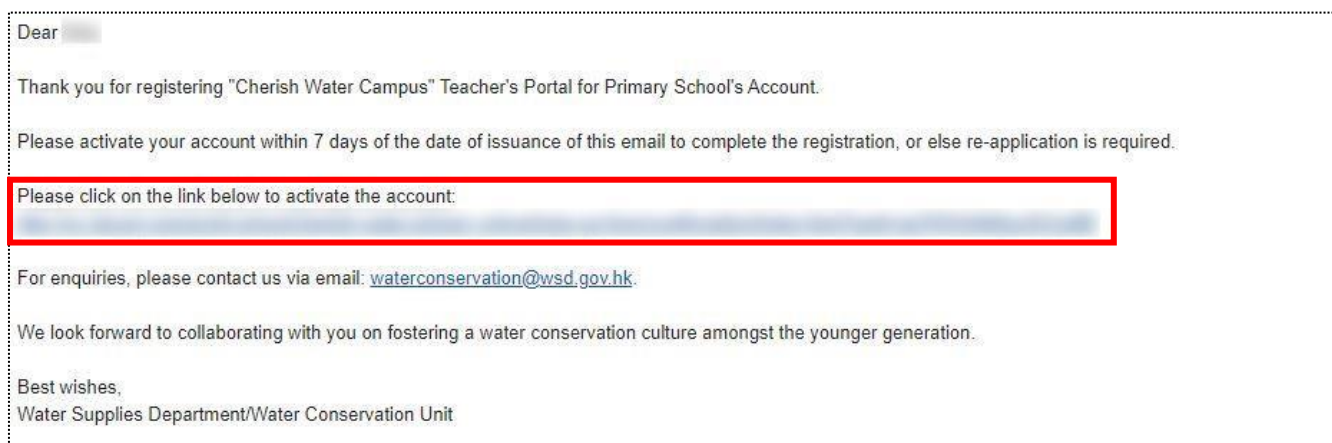 Dear
Thank you for registering "Cherish Water Campus" Teacher's Portal for Primary School's Account.
Please activate your account within 7 days of the date of issuance of this email to complete the registration, or else re-application is required.
Please click on the link below to activate the account:
For enquiries, please contact us via email: waterconservation@wsd.gov.hk.
We look forward to collaborating with you on fostering a water conservation culture amongst the younger generation.
Best wishes,
Water Supplies Department/Water Conservation Unit